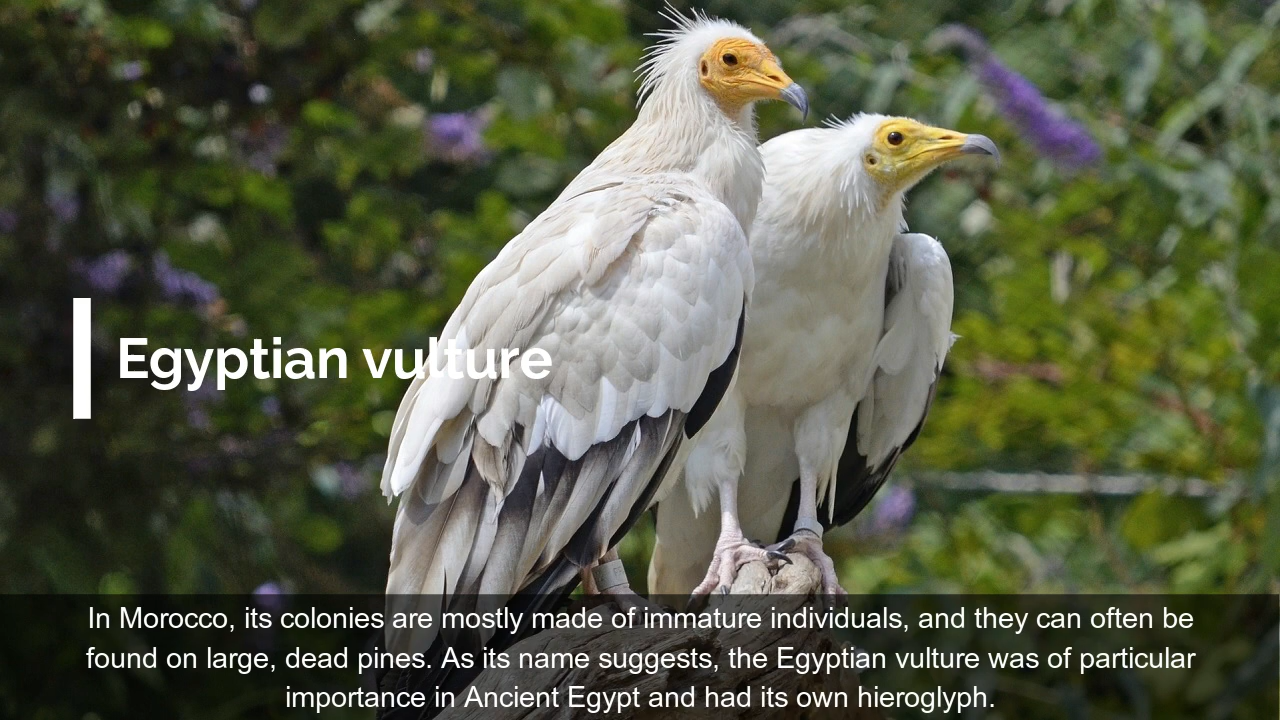 Egyptian vulture
In Morocco, its colonies are mostly made of immature individuals, and they can often be
found on large, dead pines. As its name suggests, the Egyptian vulture was of particular
importance in Ancient Egypt and had its own hieroglyph.